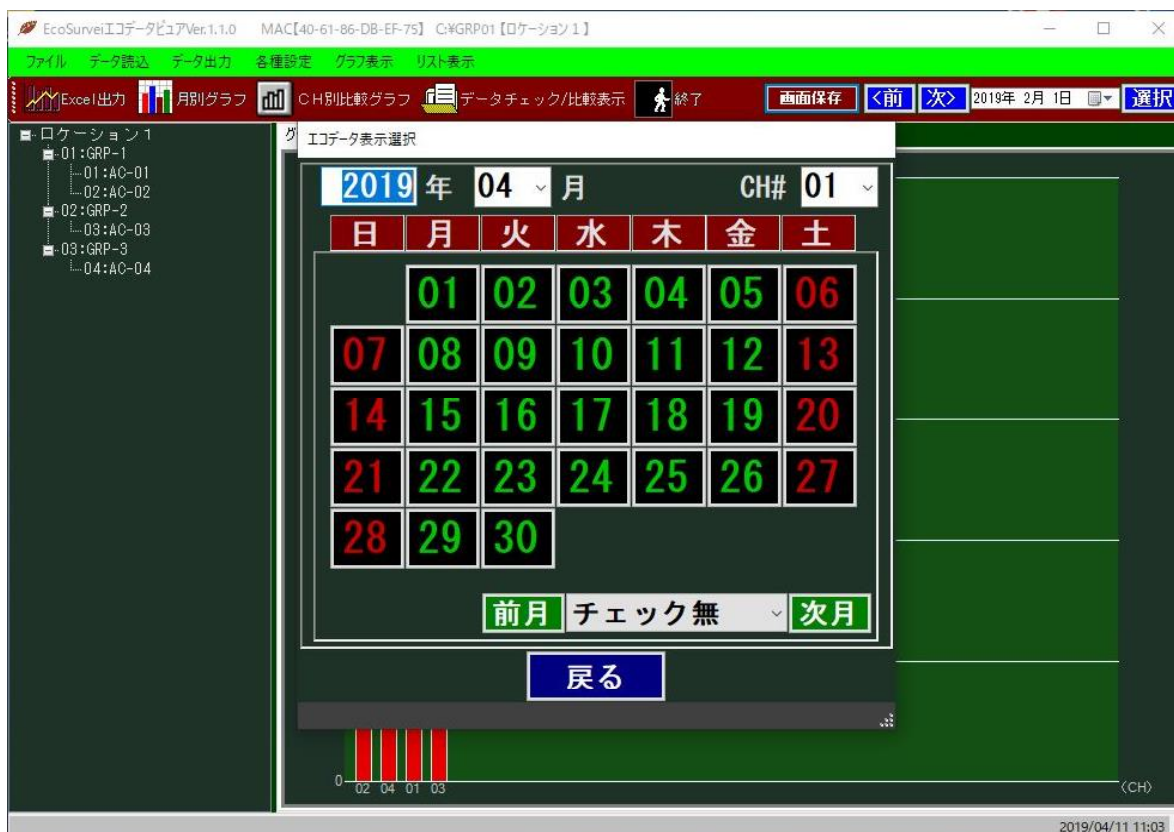 EcoSurveiエコデータビュアVer.1.1.0 MAC【40-61-86-DB-EF-75】 C:¥GRP01【ロケーション１】
ファイル データ読込 データ出力 各種設定 グラフ表示 リスト表示
Excel出力 月別グラフ ＣＨ別比較グラフ データチェック/比較表示 終了 画面保存 <前 次> 2019年 2月 1日 選択
ロケーション１
01:GRP-1
01:AC-01
02:AC-02
02:GRP-2
03:AC-03
03:GRP-3
04:AC-04
エコデータ表示選択
2019 年 04 月 CH# 01
日 月 火 水 木 金 土
01 02 03 04 05 06
07 08 09 10 11 12 13
14 15 16 17 18 19 20
21 22 23 24 25 26 27
28 29 30
前月 チェック無 次月
戻る
0
02 04 01 03 (CH)
2019/04/11 11:03